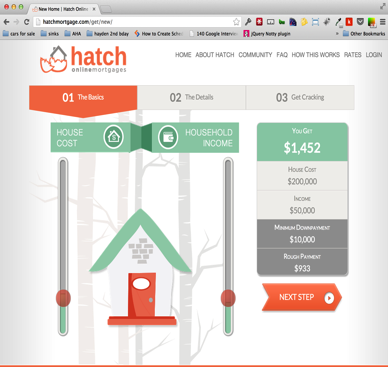 New Home | Hatch Onlin
hatchmortgage.com/get/new/
cars for sale
sinks
AHA
hayden 2nd bday
How to Create Sch
140 Google Interview
jQuery Notty plugin
Other Bookmarks
hatch
onlinemortgages
HOME ABOUT HATCH COMMUNITY FAQ HOW THIS WORKS RATES LOGIN
01 The Basics
02 The Details
03 Get Cracking
HOUSE
COST
HOUSEHOLD
INCOME
YOU GET
$1,452
HOUSE COST
$200,000
INCOME
$50,000
MINIMUM DOWNPAYMENT
$10,000
ROUGH PAYMENT
$933
NEXT STEP